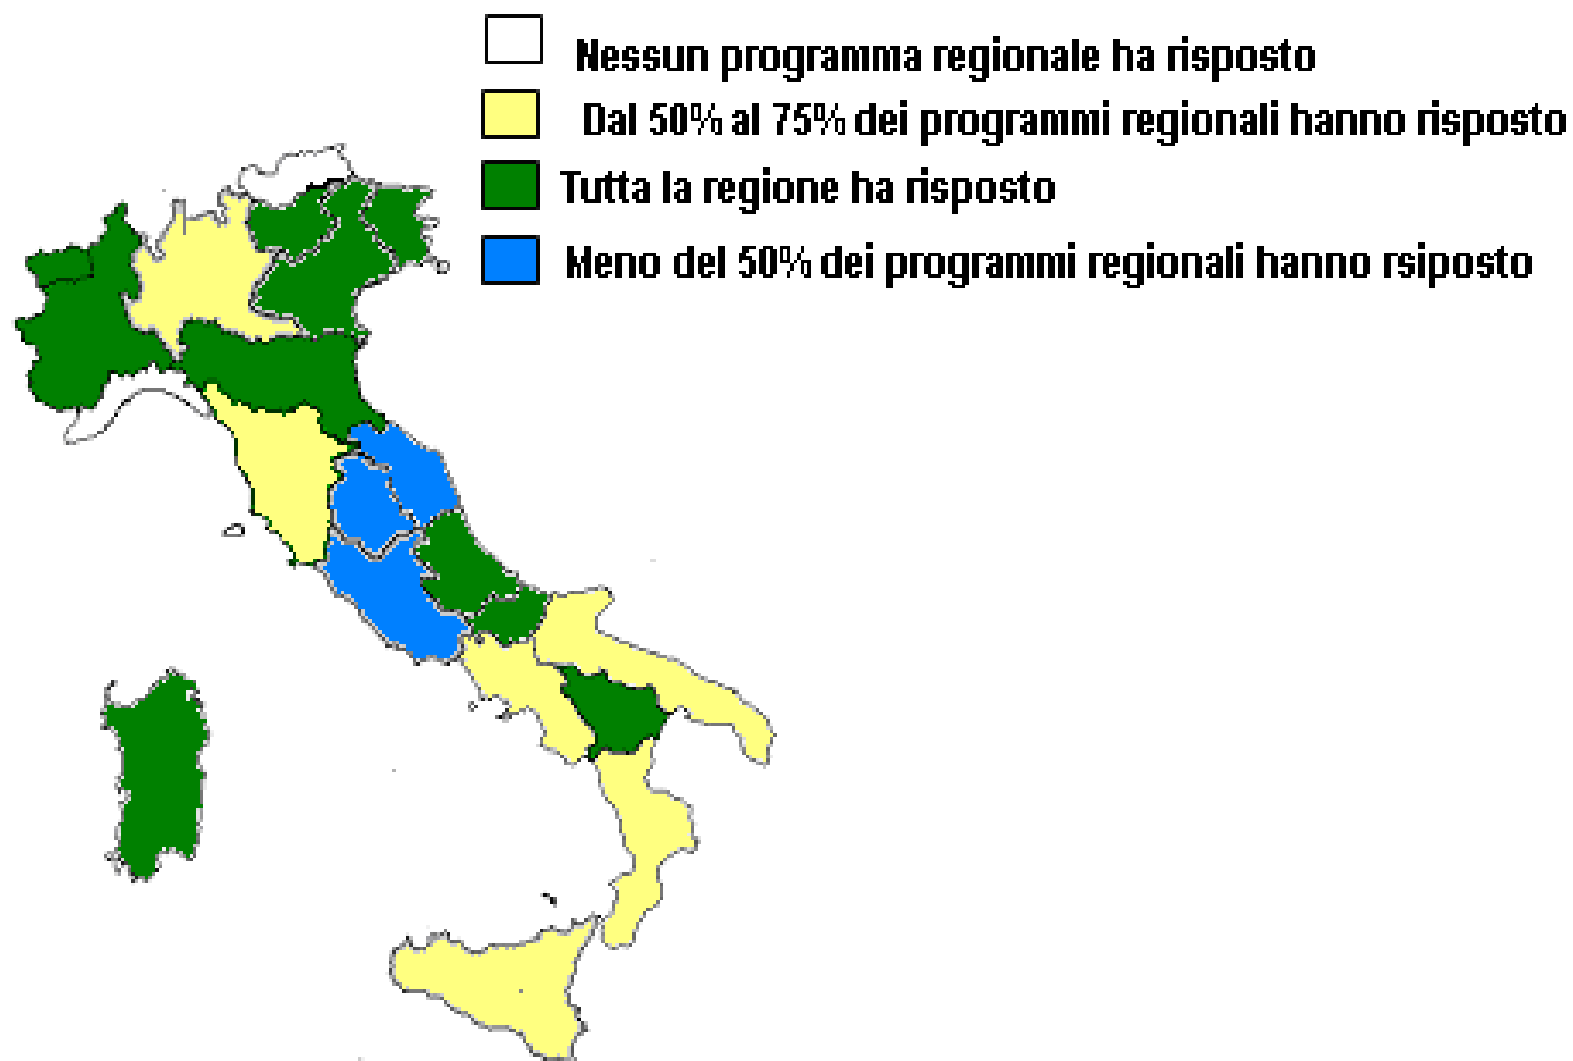 Nessun programma regionale ha risposto
Dal 50% al 75% dei programmi regionali hanno risposto
Tutta la regione ha risposto
Meno del 50% dei programmi regionali hanno rsiposto